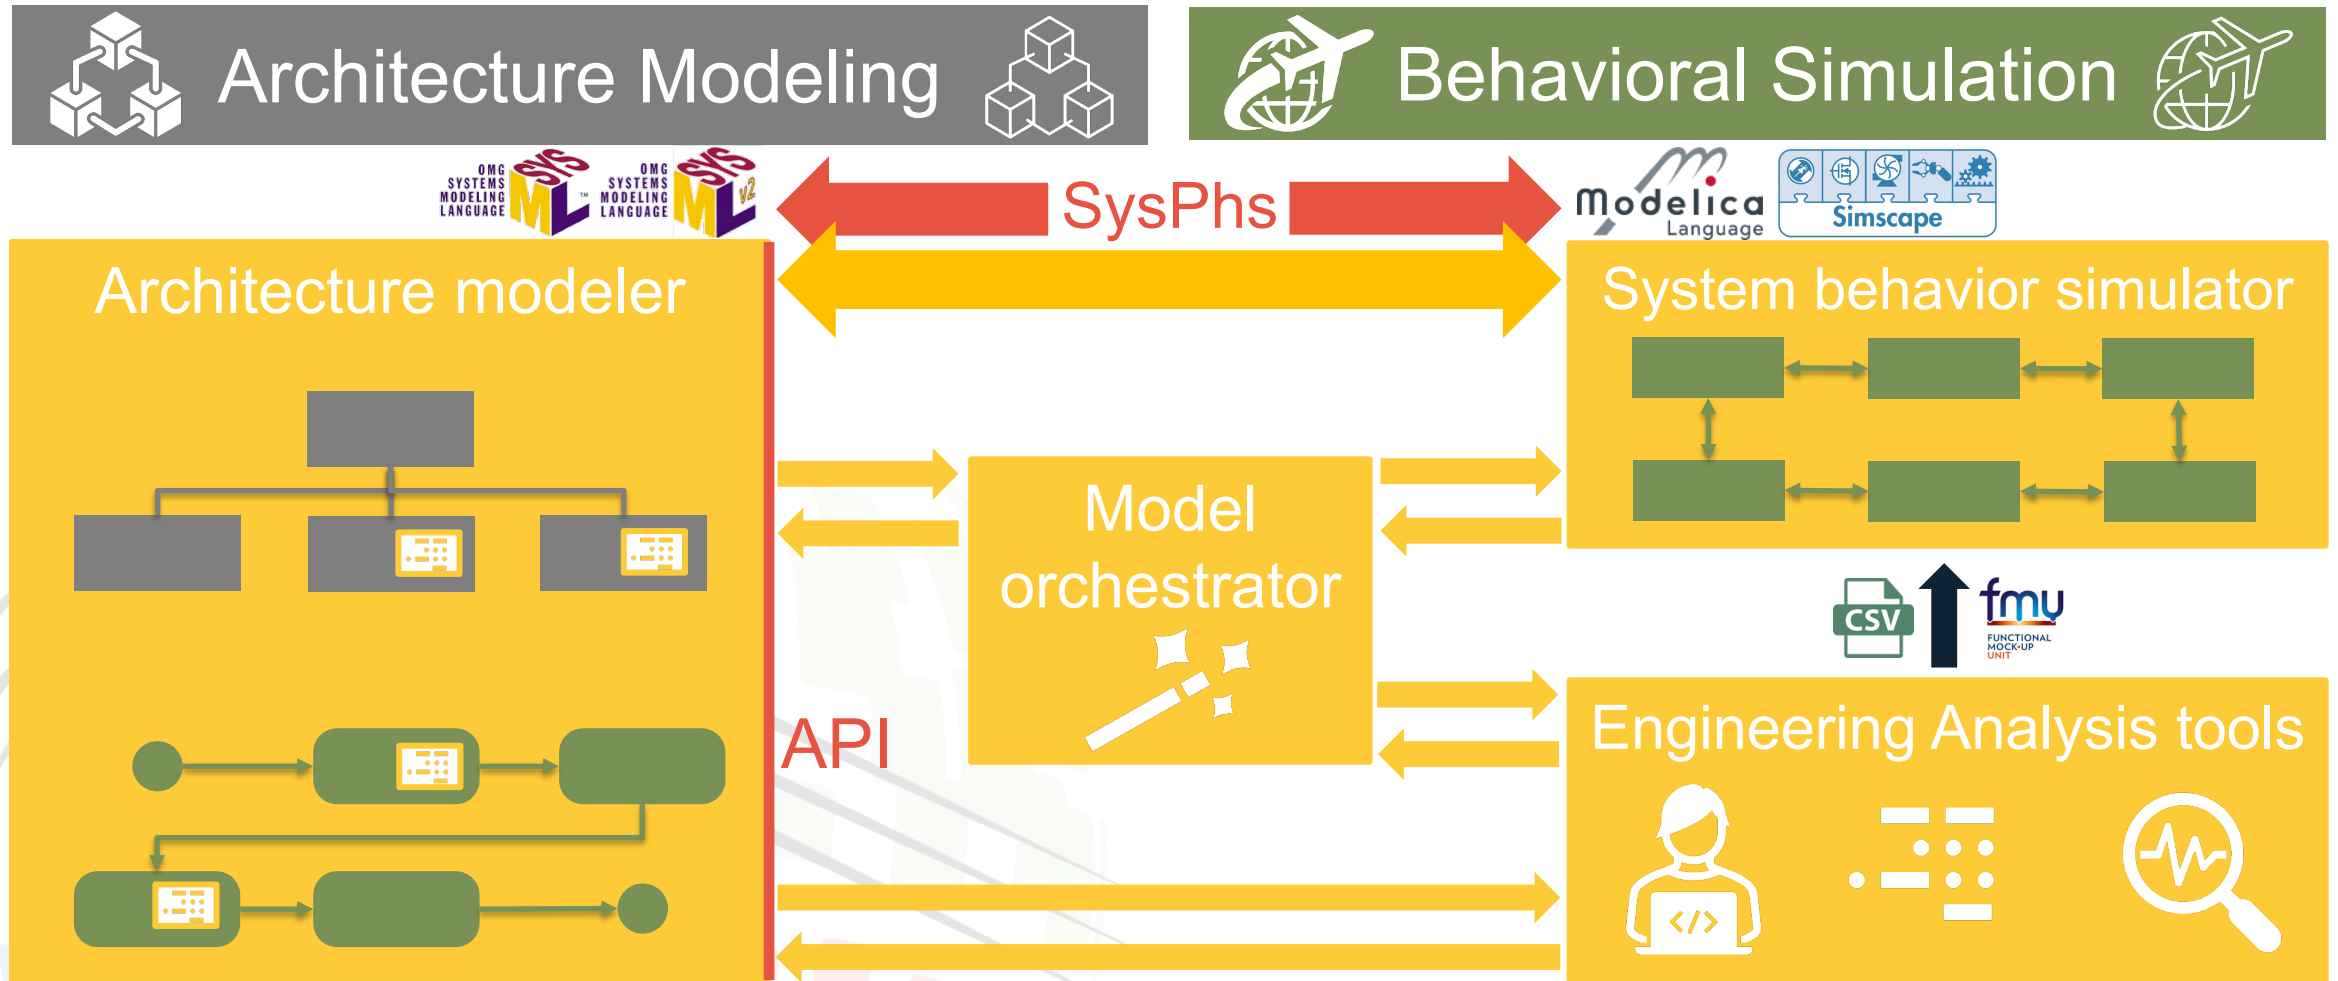 Architecture Modeling
Behavioral Simulation
OMG
SYSTEMS
MODELING
LANGUAGE
SYS
ML™
OMG
SYSTEMS
MODELING
LANGUAGE
SYS
ML
v2
SysPhs
Modelica
Language
Simscape
Architecture modeler
System behavior simulator
Model
orchestrator
CSV
fmu
FUNCTIONAL
MOCK-UP
UNIT
API
Engineering Analysis tools
</>